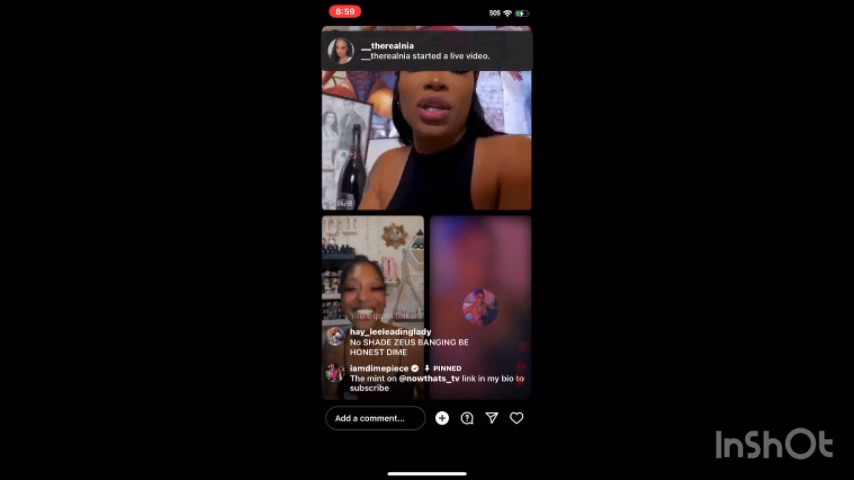 8:59
SOS
__therealnia
__therealnia started a live video.
hay_leeleadinglady
No SHADE ZEUS BANGING BE
HONEST DIME
iamdimepiece PINNED
The mint on @nowthats_tv link in my bio to
subscribe
Add a comment...
InShOt